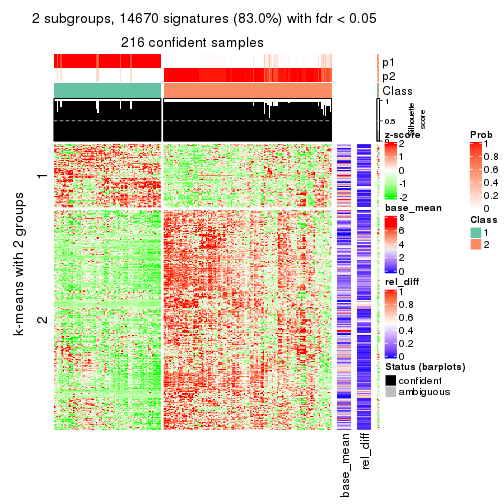 2 subgroups, 14670 signatures (83.0%) with fdr < 0.05
216 confident samples
p1
p2
Class
1
0.5
0
Silhouette
score
k-means with 2 groups
1
2
base_mean
rel_diff
z-score
2
1
0
-1
-2
base_mean
8
6
4
2
0
rel_diff
1
0.8
0.6
0.4
0.2
0
Prob
1
0.8
0.6
0.4
0.2
0
Class
1
2
Status (barplots)
confident
ambiguous